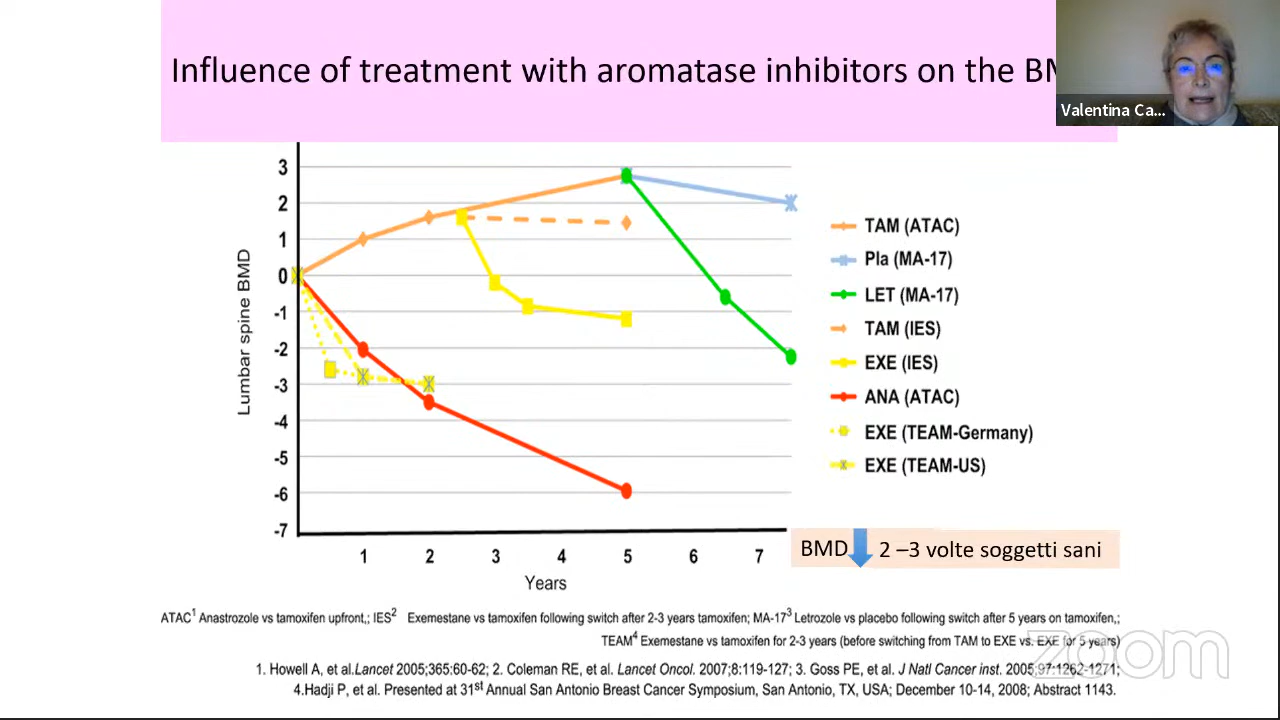 Influence of treatment with aromatase inhibitors on the
Valentina Ca...
3
2
1
0
-1
-2
-3
-4
-5
-6
-7
Lumbar spine BMD
1 2 3 4 5 6 7
Years
TAM (ATAC)
Pla (MA-17)
LET (MA-17)
TAM (IES)
EXE (IES)
ANA (ATAC)
EXE (TEAM-Germany)
EXE (TEAM-US)
BMD 2 –3 volte soggetti sani
ATAC1 Anastrozole vs tamoxifen upfront,; IES2 Exemestane vs tamoxifen following switch after 2-3 years tamoxifen; MA-173 Letrozole vs placebo following switch after 5 years on tamoxifen,;
TEAM4 Exemestane vs tamoxifen for 2-3 years (before switching from TAM to EXE vs. EXE for 5 years)
zoom
1. Howell A, et al.Lancet 2005;365:60-62; 2. Coleman RE, et al. Lancet Oncol. 2007;8:119-127; 3. Goss PE, et al. J Natl Cancer inst. 2005;97:1262-1271;
4.Hadji P, et al. Presented at 31st Annual San Antonio Breast Cancer Symposium, San Antonio, TX, USA; December 10-14, 2008; Abstract 1143.